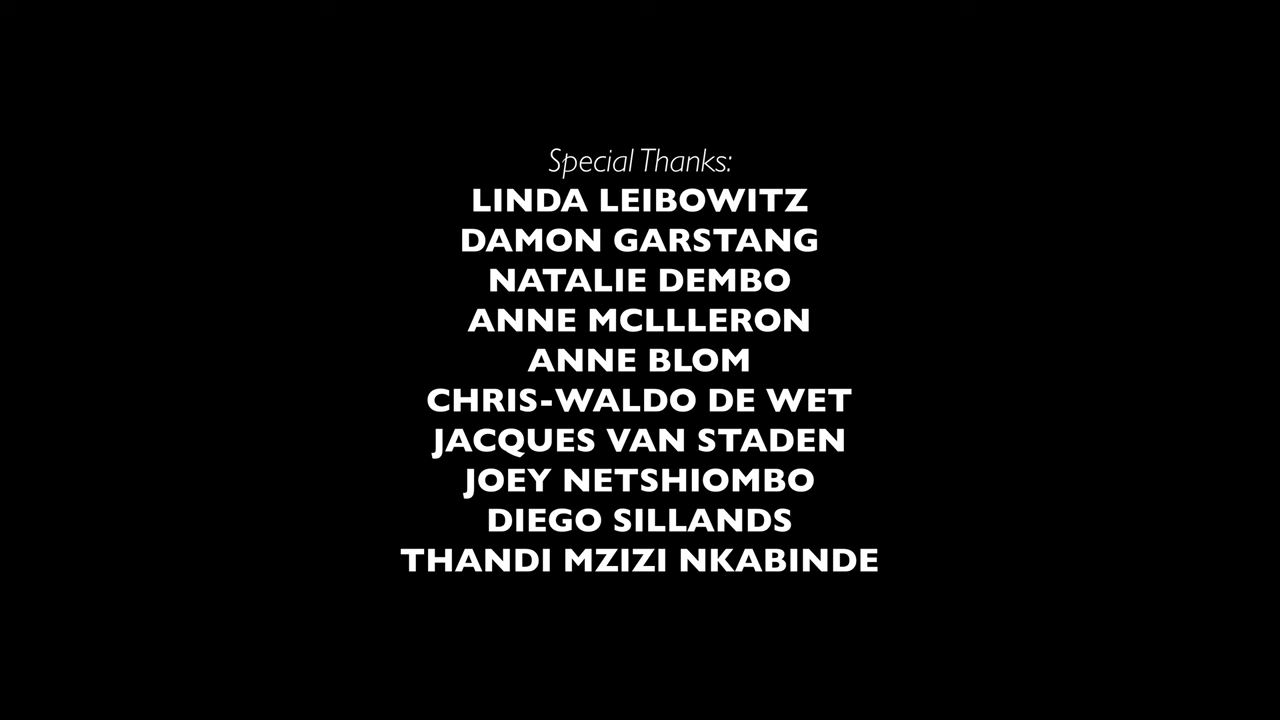 Special Thanks:
LINDA LEIBOWITZ
DAMON GARSTANG
NATALIE DEMBO
ANNE MCLLLERON
ANNE BLOM
CHRIS-WALDO DE WET
JACQUES VAN STADEN
JOEY NETSHIOMBO
DIEGO SILLANDS
THANDI MZIZI NKABINDE